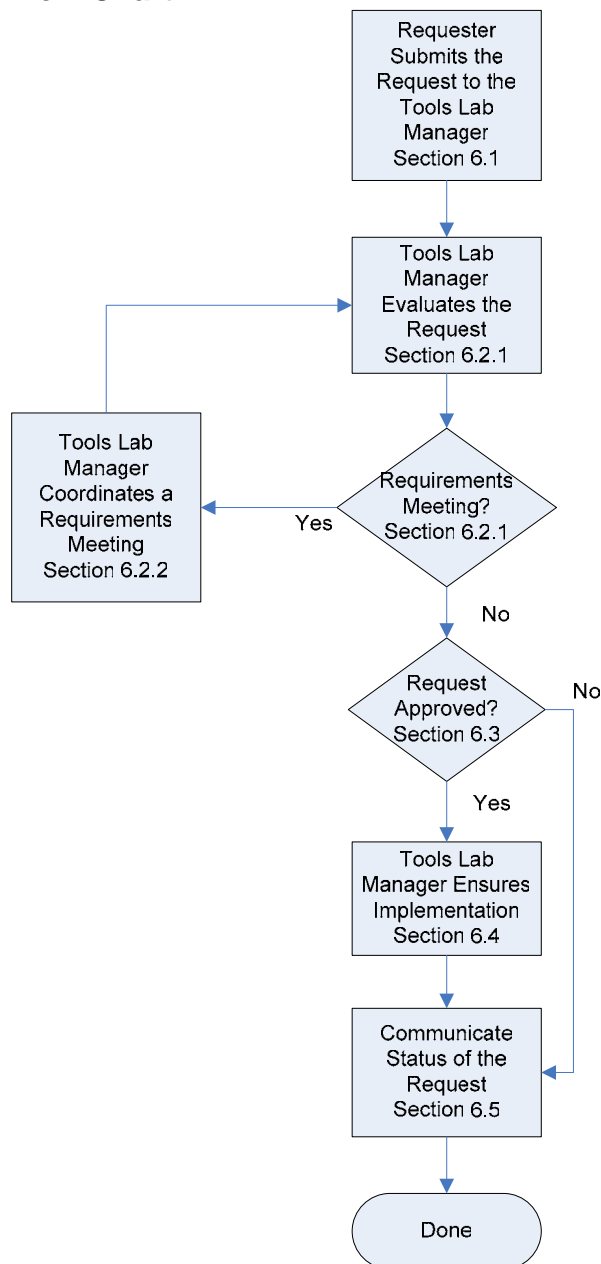 Requester
Submits the
Request to the
Tools Lab
Manager
Section 6.1
Tools Lab
Manager
Evaluates the
Request
Section 6.2.1
Tools Lab
Manager
Coordinates a
Requirements
Meeting
Section 6.2.2
Requirements
Meeting?
Section 6.2.1
Yes
No
Request
Approved?
Section 6.3
No
Yes
Tools Lab
Manager Ensures
Implementation
Section 6.4
Communicate
Status of the
Request
Section 6.5
Done